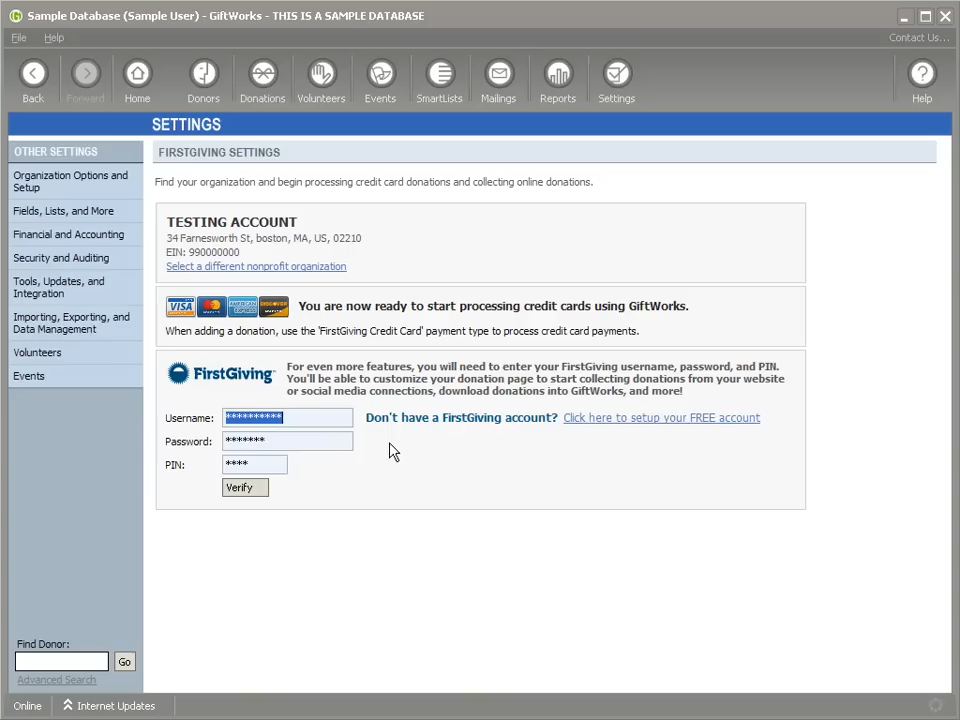 Sample Database (Sample User) - GiftWorks - THIS IS A SAMPLE DATABASE
File Help Contact Us...
Back Forward Home Donors Donations Volunteers Events SmartLists Mailings Reports Settings Help
SETTINGS
OTHER SETTINGS
Organization Options and
Setup
Fields, Lists, and More
Financial and Accounting
Security and Auditing
Tools, Updates, and
Integration
Importing, Exporting, and
Data Management
Volunteers
Events
FIRSTGIVING SETTINGS
Find your organization and begin processing credit card donations and collecting online donations.
TESTING ACCOUNT
34 Farnesworth St, boston, MA, US, 02210
EIN: 990000000
Select a different nonprofit organization
VISA MasterCard AMERICAN EXPRESS DISCOVER You are now ready to start processing credit cards using GiftWorks.
When adding a donation, use the 'FirstGiving Credit Card' payment type to process credit card payments.
FirstGiving
For even more features, you will need to enter your FirstGiving username, password, and PIN.
You'll be able to customize your donation page to start collecting donations from your website
or social media connections, download donations into GiftWorks, and more!
Username: ********** Don't have a FirstGiving account? Click here to setup your FREE account
Password: *******
PIN: ****
Verify
Find Donor:
Go
Advanced Search
Online Internet Updates